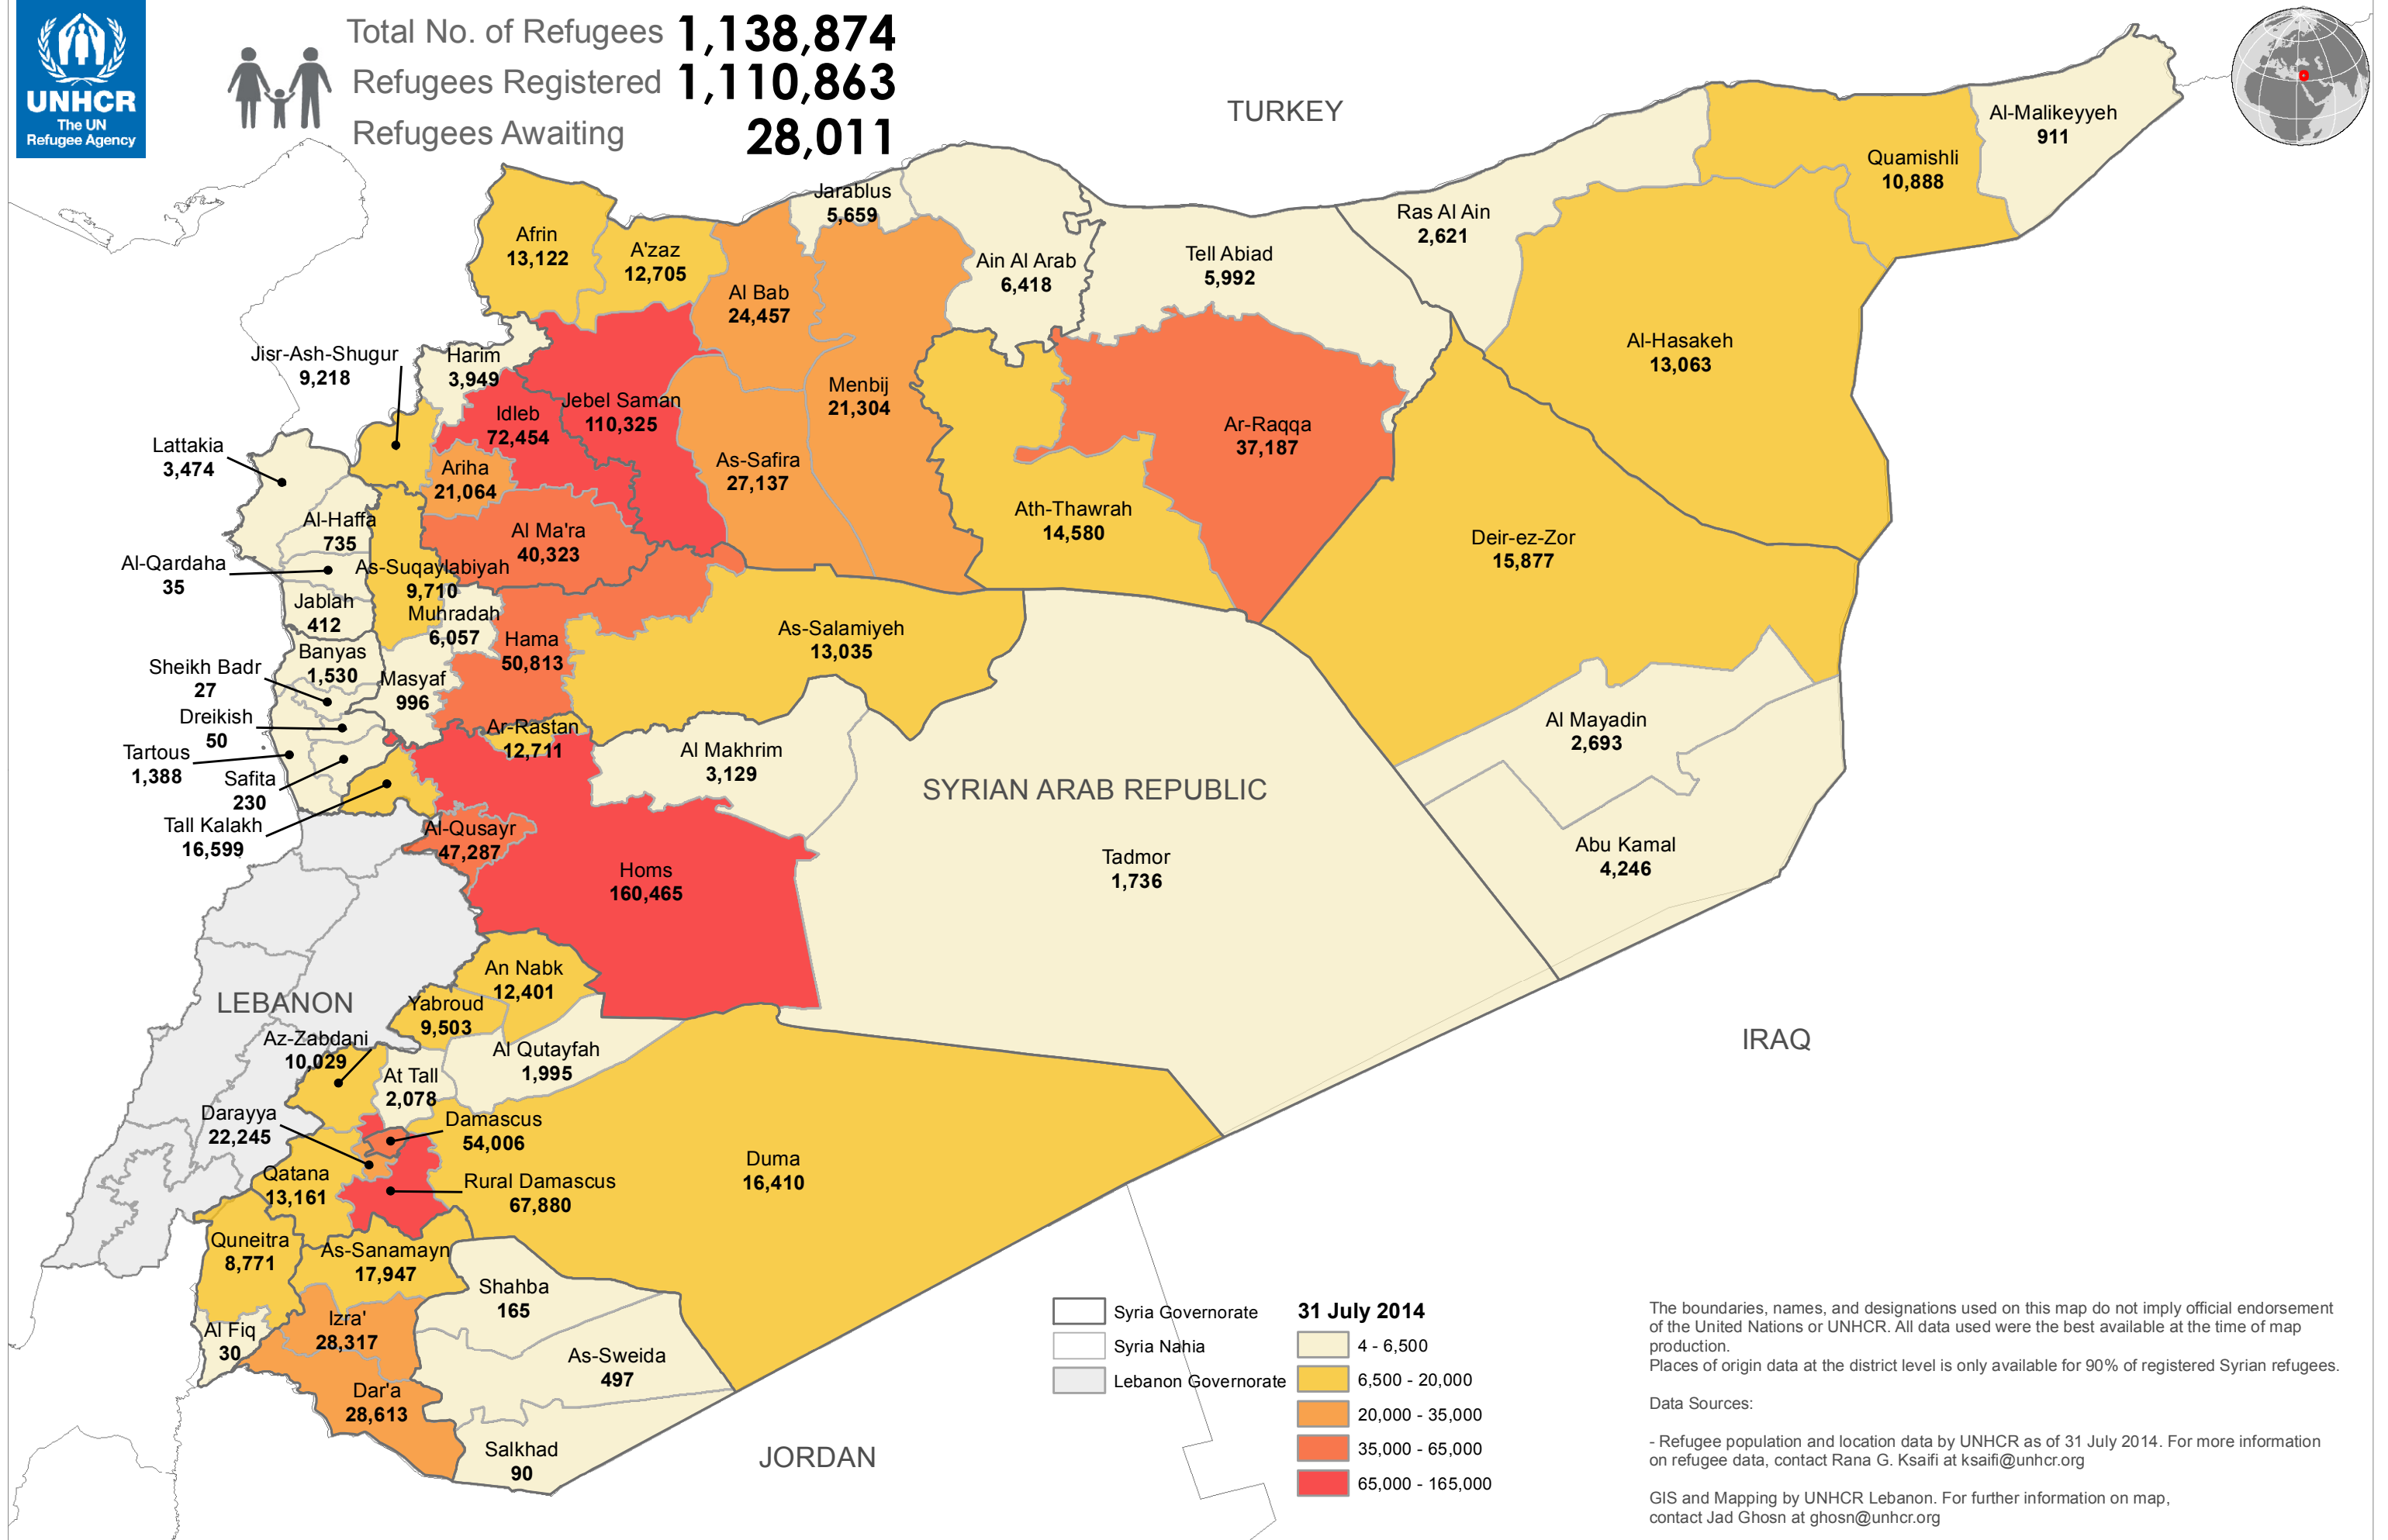 UNHCR
The UN
Refugee Agency
Total No. of Refugees 1,138,874
Refugees Registered 1,110,863
Refugees Awaiting 28,011
TURKEY
Al-Malikeyyeh
911
Quamishli
10,888
Jarablus
5,659
Ras Al Ain
2,621
Afrin
13,122
A'zaz
12,705
Ain Al Arab
6,418
Tell Abiad
5,992
Al Bab
24,457
Al-Hasakeh
13,063
Jisr-Ash-Shugur
9,218
Harim
3,949
Menbij
21,304
Idleb
72,454
Jebel Saman
110,325
Ar-Raqqa
37,187
Lattakia
3,474
Ariha
21,064
As-Safira
27,137
Ath-Thawrah
14,580
Al-Haffa
735
Al Ma'ra
40,323
Deir-ez-Zor
15,877
Al-Qardaha
35
As-Suqaylabiyah
9,710
Jablah
412
Muhradah
6,057
Hama
50,813
As-Salamiyeh
13,035
Banyas
1,530
Sheikh Badr
27
Masyaf
996
Dreikish
50
Ar-Rastan
12,711
Al Mayadin
2,693
Tartous
1,388
Al Makhrim
3,129
Safita
230
SYRIAN ARAB REPUBLIC
Tall Kalakh
16,599
Al-Qusayr
47,287
Homs
160,465
Tadmor
1,736
Abu Kamal
4,246
An Nabk
12,401
LEBANON
Yabroud
9,503
IRAQ
Az-Zabdani
10,029
Al Qutayfah
1,995
At Tall
2,078
Darayya
22,245
Damascus
54,006
Duma
16,410
Qatana
13,161
Rural Damascus
67,880
Quneitra
8,771
As-Sanamayn
17,947
Shahba
165
Al Fiq
30
Izra'
28,317
As-Sweida
497
Dar'a
28,613
Salkhad
90
JORDAN
Syria Governorate
Syria Nahia
Lebanon Governorate
31 July 2014
4 - 6,500
6,500 - 20,000
20,000 - 35,000
35,000 - 65,000
65,000 - 165,000
The boundaries, names, and designations used on this map do not imply official endorsement
of the United Nations or UNHCR. All data used were the best available at the time of map
production.
Places of origin data at the district level is only available for 90% of registered Syrian refugees.
Data Sources:
- Refugee population and location data by UNHCR as of 31 July 2014. For more information
on refugee data, contact Rana G. Ksaifi at ksaifi@unhcr.org
GIS and Mapping by UNHCR Lebanon. For further information on map,
contact Jad Ghosn at ghosn@unhcr.org